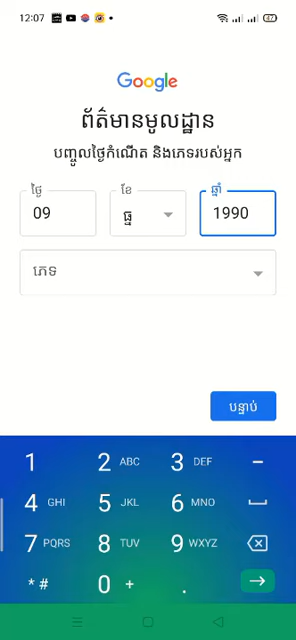 12:07
47
Google
ព័ត៌មានមូលដ្ឋាន
បញ្ចូលថ្ងៃកំណើត និងភេទរបស់អ្នក
ថ្ងៃ ខែ ឆ្នាំ
09 ធ្នូ 1990
ភេទ
បន្ទាប់
1 2 ABC 3 DEF –
4 GHI 5 JKL 6 MNO
7 PQRS 8 TUV 9 WXYZ
* # 0 + .